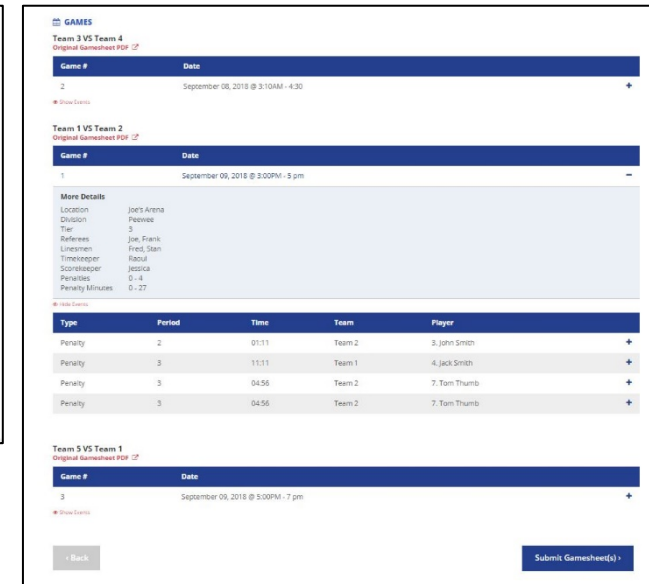 GAMES
Team 3 VS Team 4
Original Gamesheet PDF
Game # Date
2 September 08, 2018 @ 3:10AM - 4:30 +
Show Events
Team 1 VS Team 2
Original Gamesheet PDF
Game # Date
1 September 09, 2018 @ 3:00PM - 5 pm −
More Details
Location Joe's Arena
Division Peewee
Tier 5
Referees Joe, Frank
Linesmen Fred, Stan
Timekeeper Raoul
Scorekeeper Jessica
Penalties 0 - 4
Penalty Minutes 0 - 27
Hide Events
Type Period Time Team Player
Penalty 2 01:11 Team 2 3. John Smith +
Penalty 3 11:11 Team 1 4. Jack Smith +
Penalty 3 04:56 Team 2 7. Tom Thumb +
Penalty 3 04:56 Team 2 7. Tom Thumb +
Team 5 VS Team 1
Original Gamesheet PDF
Game # Date
3 September 09, 2018 @ 5:00PM - 7 pm +
Show Events
‹ Back Submit Gamesheet(s) ›